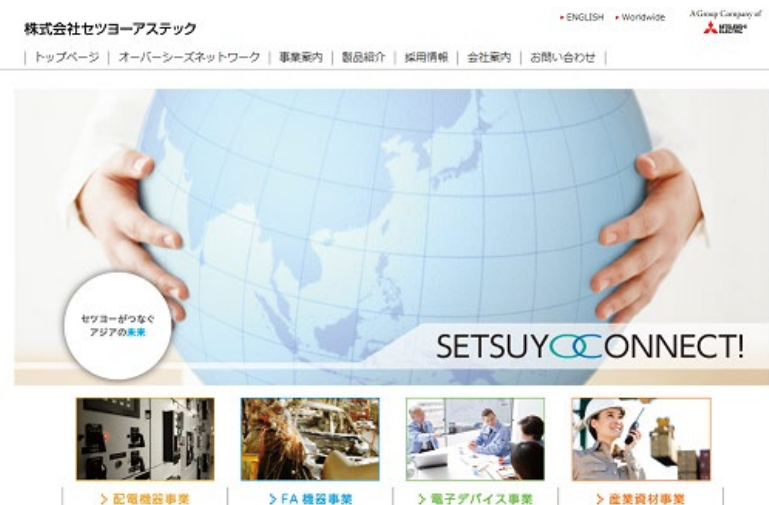 ENGLISH Worldwide
A Group Company of
MITSUBISHI ELECTRIC
株式会社セツヨーアステック
トップページ オーバーシーズネットワーク 事業案内 製品紹介 採用情報 会社案内 お問い合わせ
セツヨーがつなぐ
アジアの未来
SETSUYOCONNECT!
配電機器事業 FA 機器事業 電子デバイス事業 産業資材事業